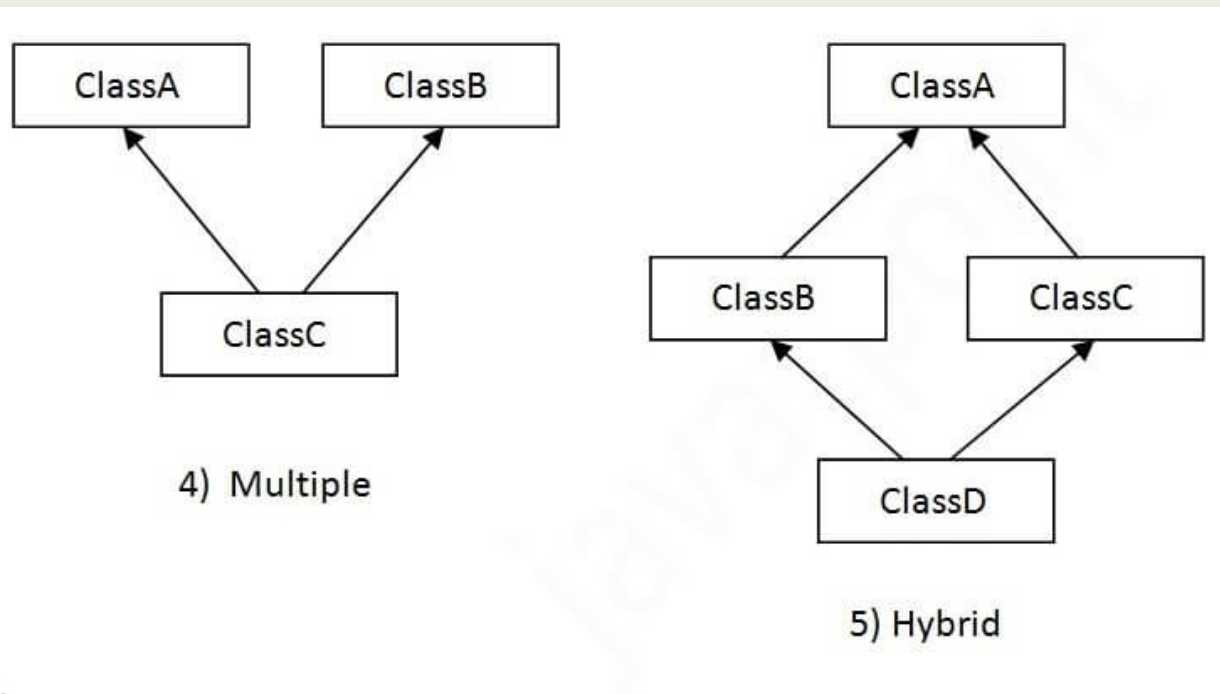 ClassA
ClassB
ClassC
4) Multiple
ClassA
ClassB
ClassC
ClassD
5) Hybrid